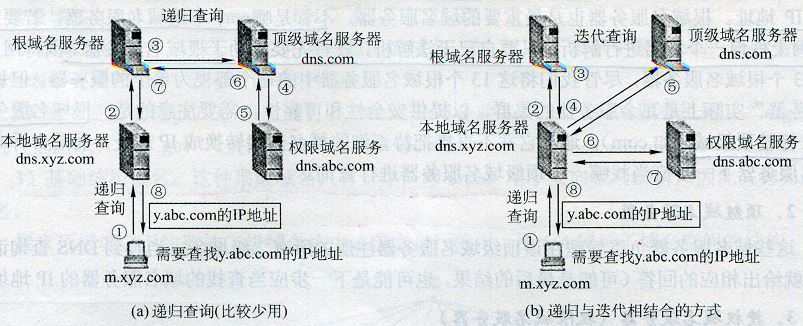 递归查询
根域名服务器
③
顶级域名服务器
dns.com
⑦
⑥
④
②
⑤
本地域名服务器
dns.xyz.com
权限域名服务
dns.abc.com
递归
查询
⑧
y.abc.com的IP地址
①
需要查找y.abc.com的IP地址
m.xyz.com
(a) 递归查询(比较少用)
迭代查询
顶级域名服务器
dns.com
根域名服务器
③
②
④
⑤
本地域名服务器
dns.xyz.com
⑥
权限域名服务
dns.abc.com
⑦
递归
查询
⑧
y.abc.com的IP地址
①
需要查找y.abc.com的IP地址
m.xyz.com
(b) 递归与迭代相结合的方式